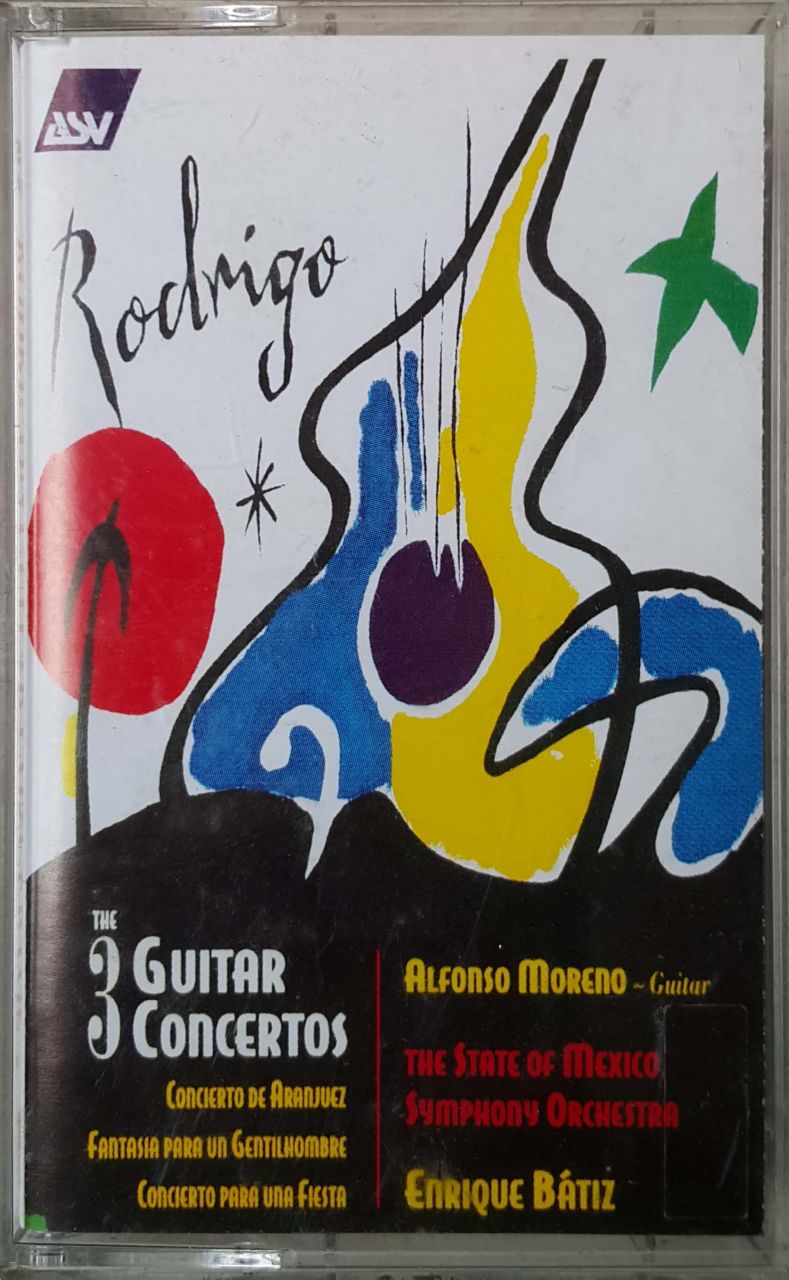 ASV
Rodrigo
THE
3 GUITAR
CONCERTOS
CONCIERTO DE ARANJUEZ
FANTASIA PARA UN GENTILHOMBRE
CONCIERTO PARA UNA FIESTA
ALFONSO MORENO ~ Guitar
THE STATE OF MEXICO
SYMPHONY ORCHESTRA
ENRIQUE BÁTIZ